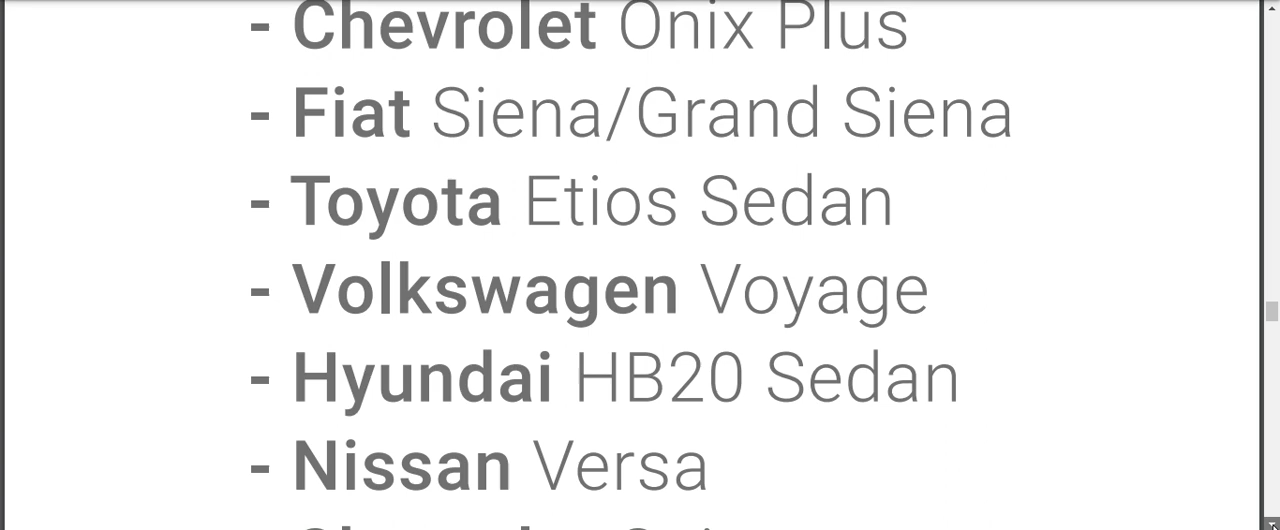 - Chevrolet Onix Plus
- Fiat Siena/Grand Siena
- Toyota Etios Sedan
- Volkswagen Voyage
- Hyundai HB20 Sedan
- Nissan Versa